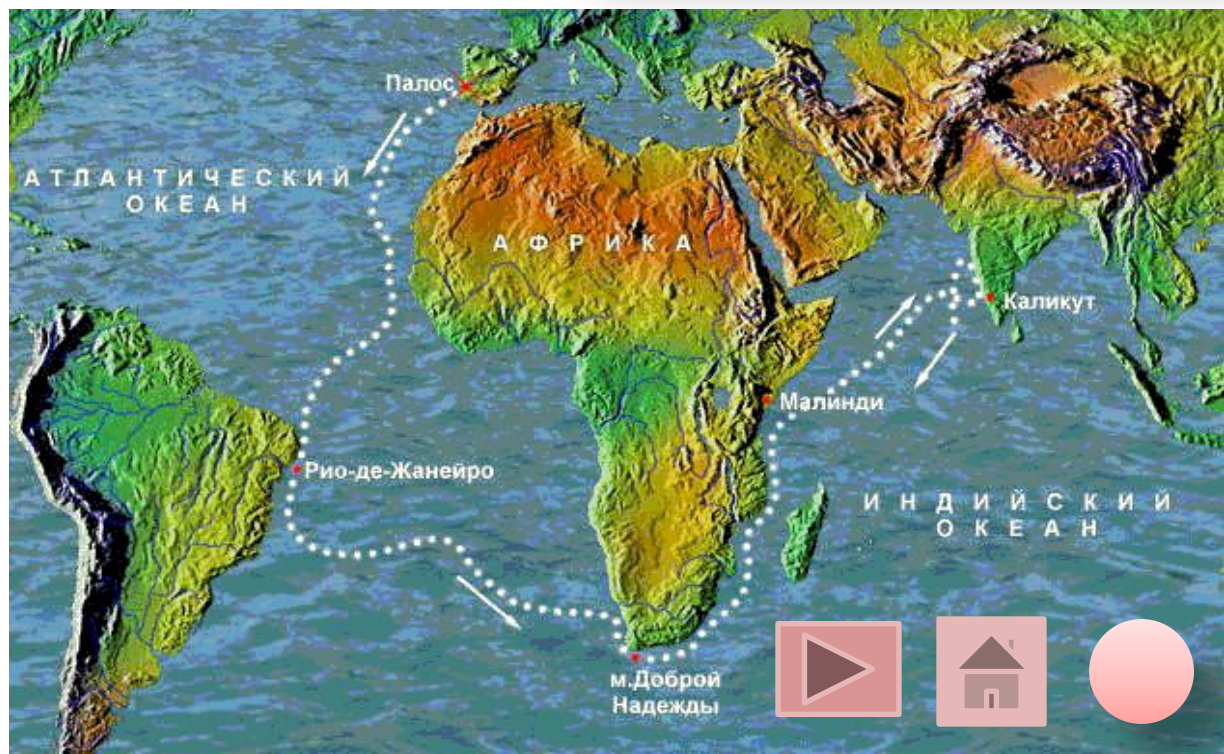 Палос
АТЛАНТИЧЕСКИЙ
ОКЕАН
АФРИКА
Каликут
Малинди
Рио-де-Жанейро
ИНДИЙСКИЙ
ОКЕАН
м.Доброй
Надежды